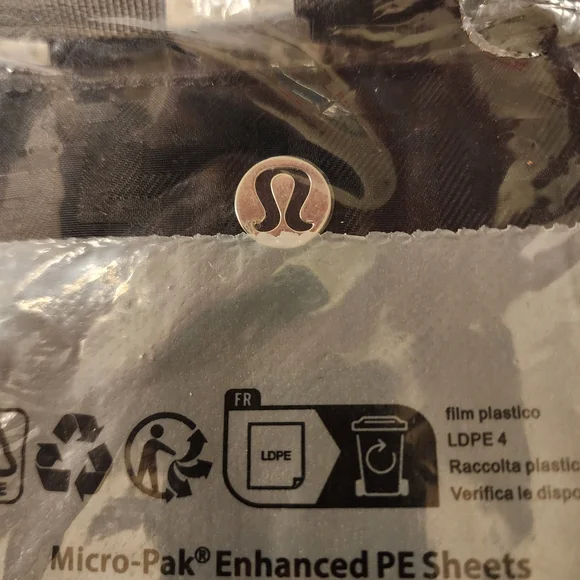 FR
LDPE
film plastico
LDPE 4
Raccolta plastic
Verifica le dispo
Micro-Pak® Enhanced PE Sheets